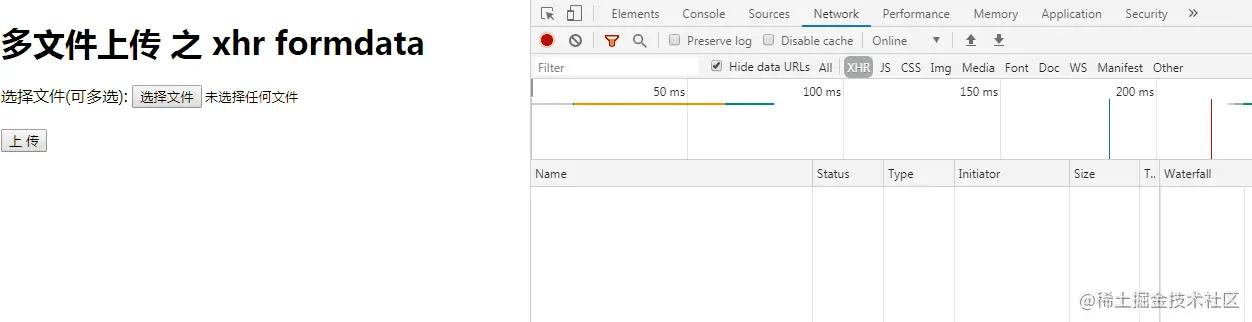 多文件上传 之 xhr formdata
选择文件(可多选): 选择文件 未选择任何文件
上 传
Elements Console Sources Network Performance Memory Application Security »
Preserve log Disable cache Online ▼
Filter Hide data URLs All XHR JS CSS Img Media Font Doc WS Manifest Other
50 ms 100 ms 150 ms 200 ms
Name Status Type Initiator Size T.. Waterfall
@稀土掘金技术社区